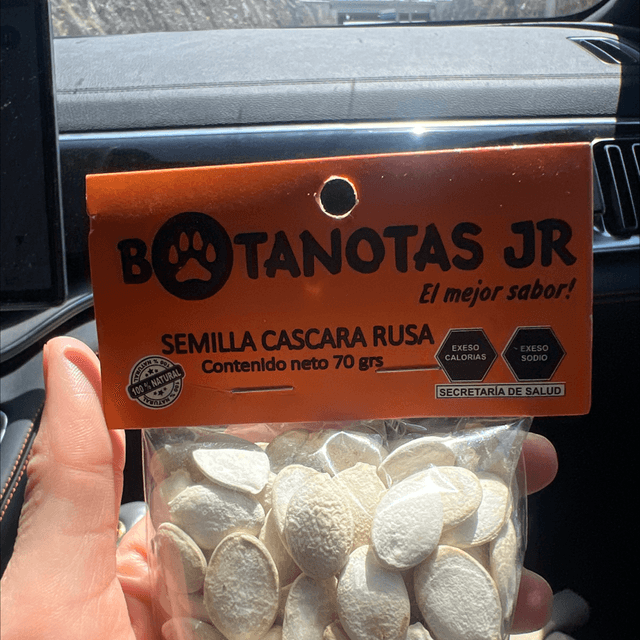 BOTANOTAS JR
El mejor sabor!
SEMILLA CASCARA RUSA
Contenido neto 70 grs
100 % NATURAL
EXESO
CALORIAS
EXESO
SODIO
SECRETARÍA DE SALUD